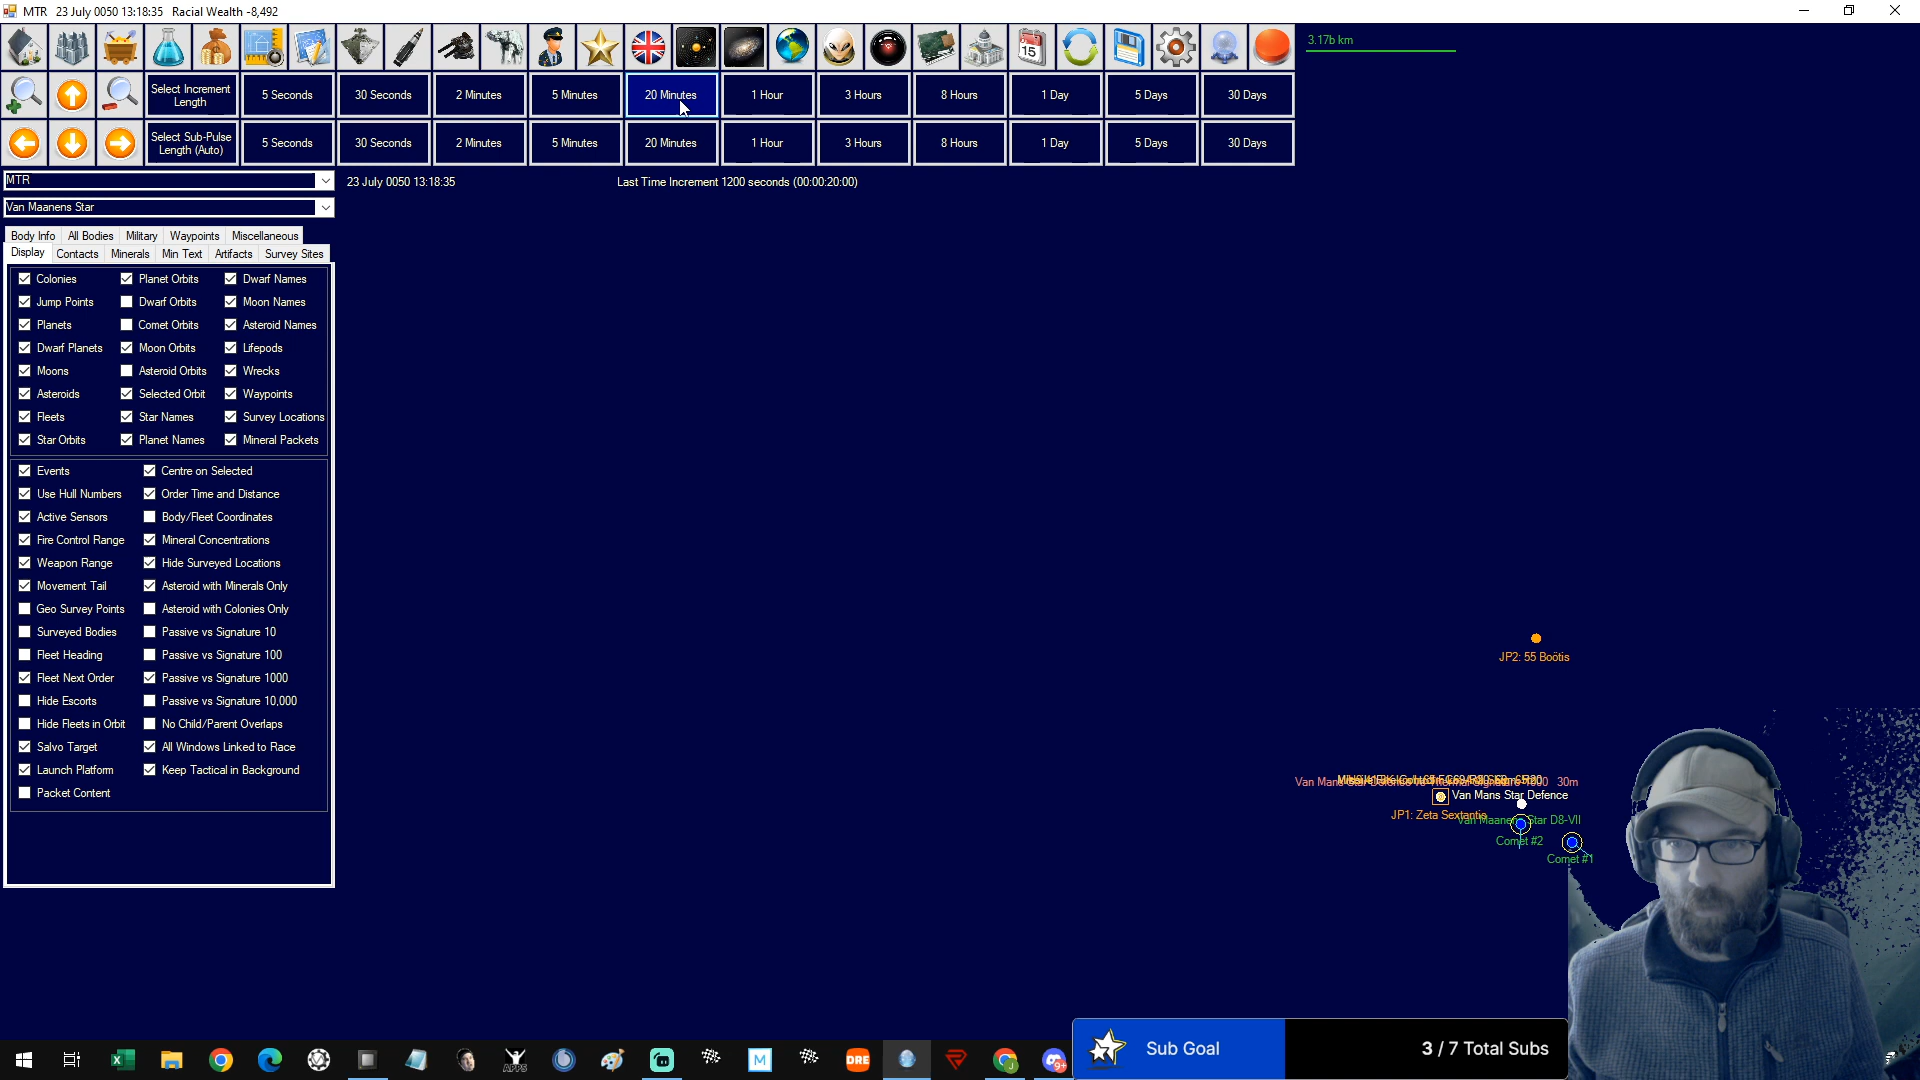 MTR 23 July 0050 13:18:35 Racial Wealth -8,492
3.17b km
15
Select Increment Length
5 Seconds
30 Seconds
2 Minutes
5 Minutes
20 Minutes
1 Hour
3 Hours
8 Hours
1 Day
5 Days
30 Days
Select Sub-Pulse Length (Auto)
5 Seconds
30 Seconds
2 Minutes
5 Minutes
20 Minutes
1 Hour
3 Hours
8 Hours
1 Day
5 Days
30 Days
MTR
23 July 0050 13:18:35
Last Time Increment 1200 seconds (00:00:20:00)
Van Maanens Star
Body Info All Bodies Military Waypoints Miscellaneous
Display Contacts Minerals Min Text Artifacts Survey Sites
Colonies Planet Orbits Dwarf Names
Jump Points Dwarf Orbits Moon Names
Planets Comet Orbits Asteroid Names
Dwarf Planets Moon Orbits Lifepods
Moons Asteroid Orbits Wrecks
Asteroids Selected Orbit Waypoints
Fleets Star Names Survey Locations
Star Orbits Planet Names Mineral Packets
Events Centre on Selected
Use Hull Numbers Order Time and Distance
Active Sensors Body/Fleet Coordinates
Fire Control Range Mineral Concentrations
Weapon Range Hide Surveyed Locations
Movement Tail Asteroid with Minerals Only
Geo Survey Points Asteroid with Colonies Only
Surveyed Bodies Passive vs Signature 10
Fleet Heading Passive vs Signature 100
Fleet Next Order Passive vs Signature 1000
Hide Escorts Passive vs Signature 10,000
Hide Fleets in Orbit No Child/Parent Overlaps
Salvo Target All Windows Linked to Race
Launch Platform Keep Tactical in Background
Packet Content
JP2: 55 Boötis
30m
Van Mans Star Defence
JP1: Zeta Sextantis
Star D8-VII
Comet #2
Comet #1
Sub Goal
3 / 7 Total Subs
APPS
M
DRE
9+